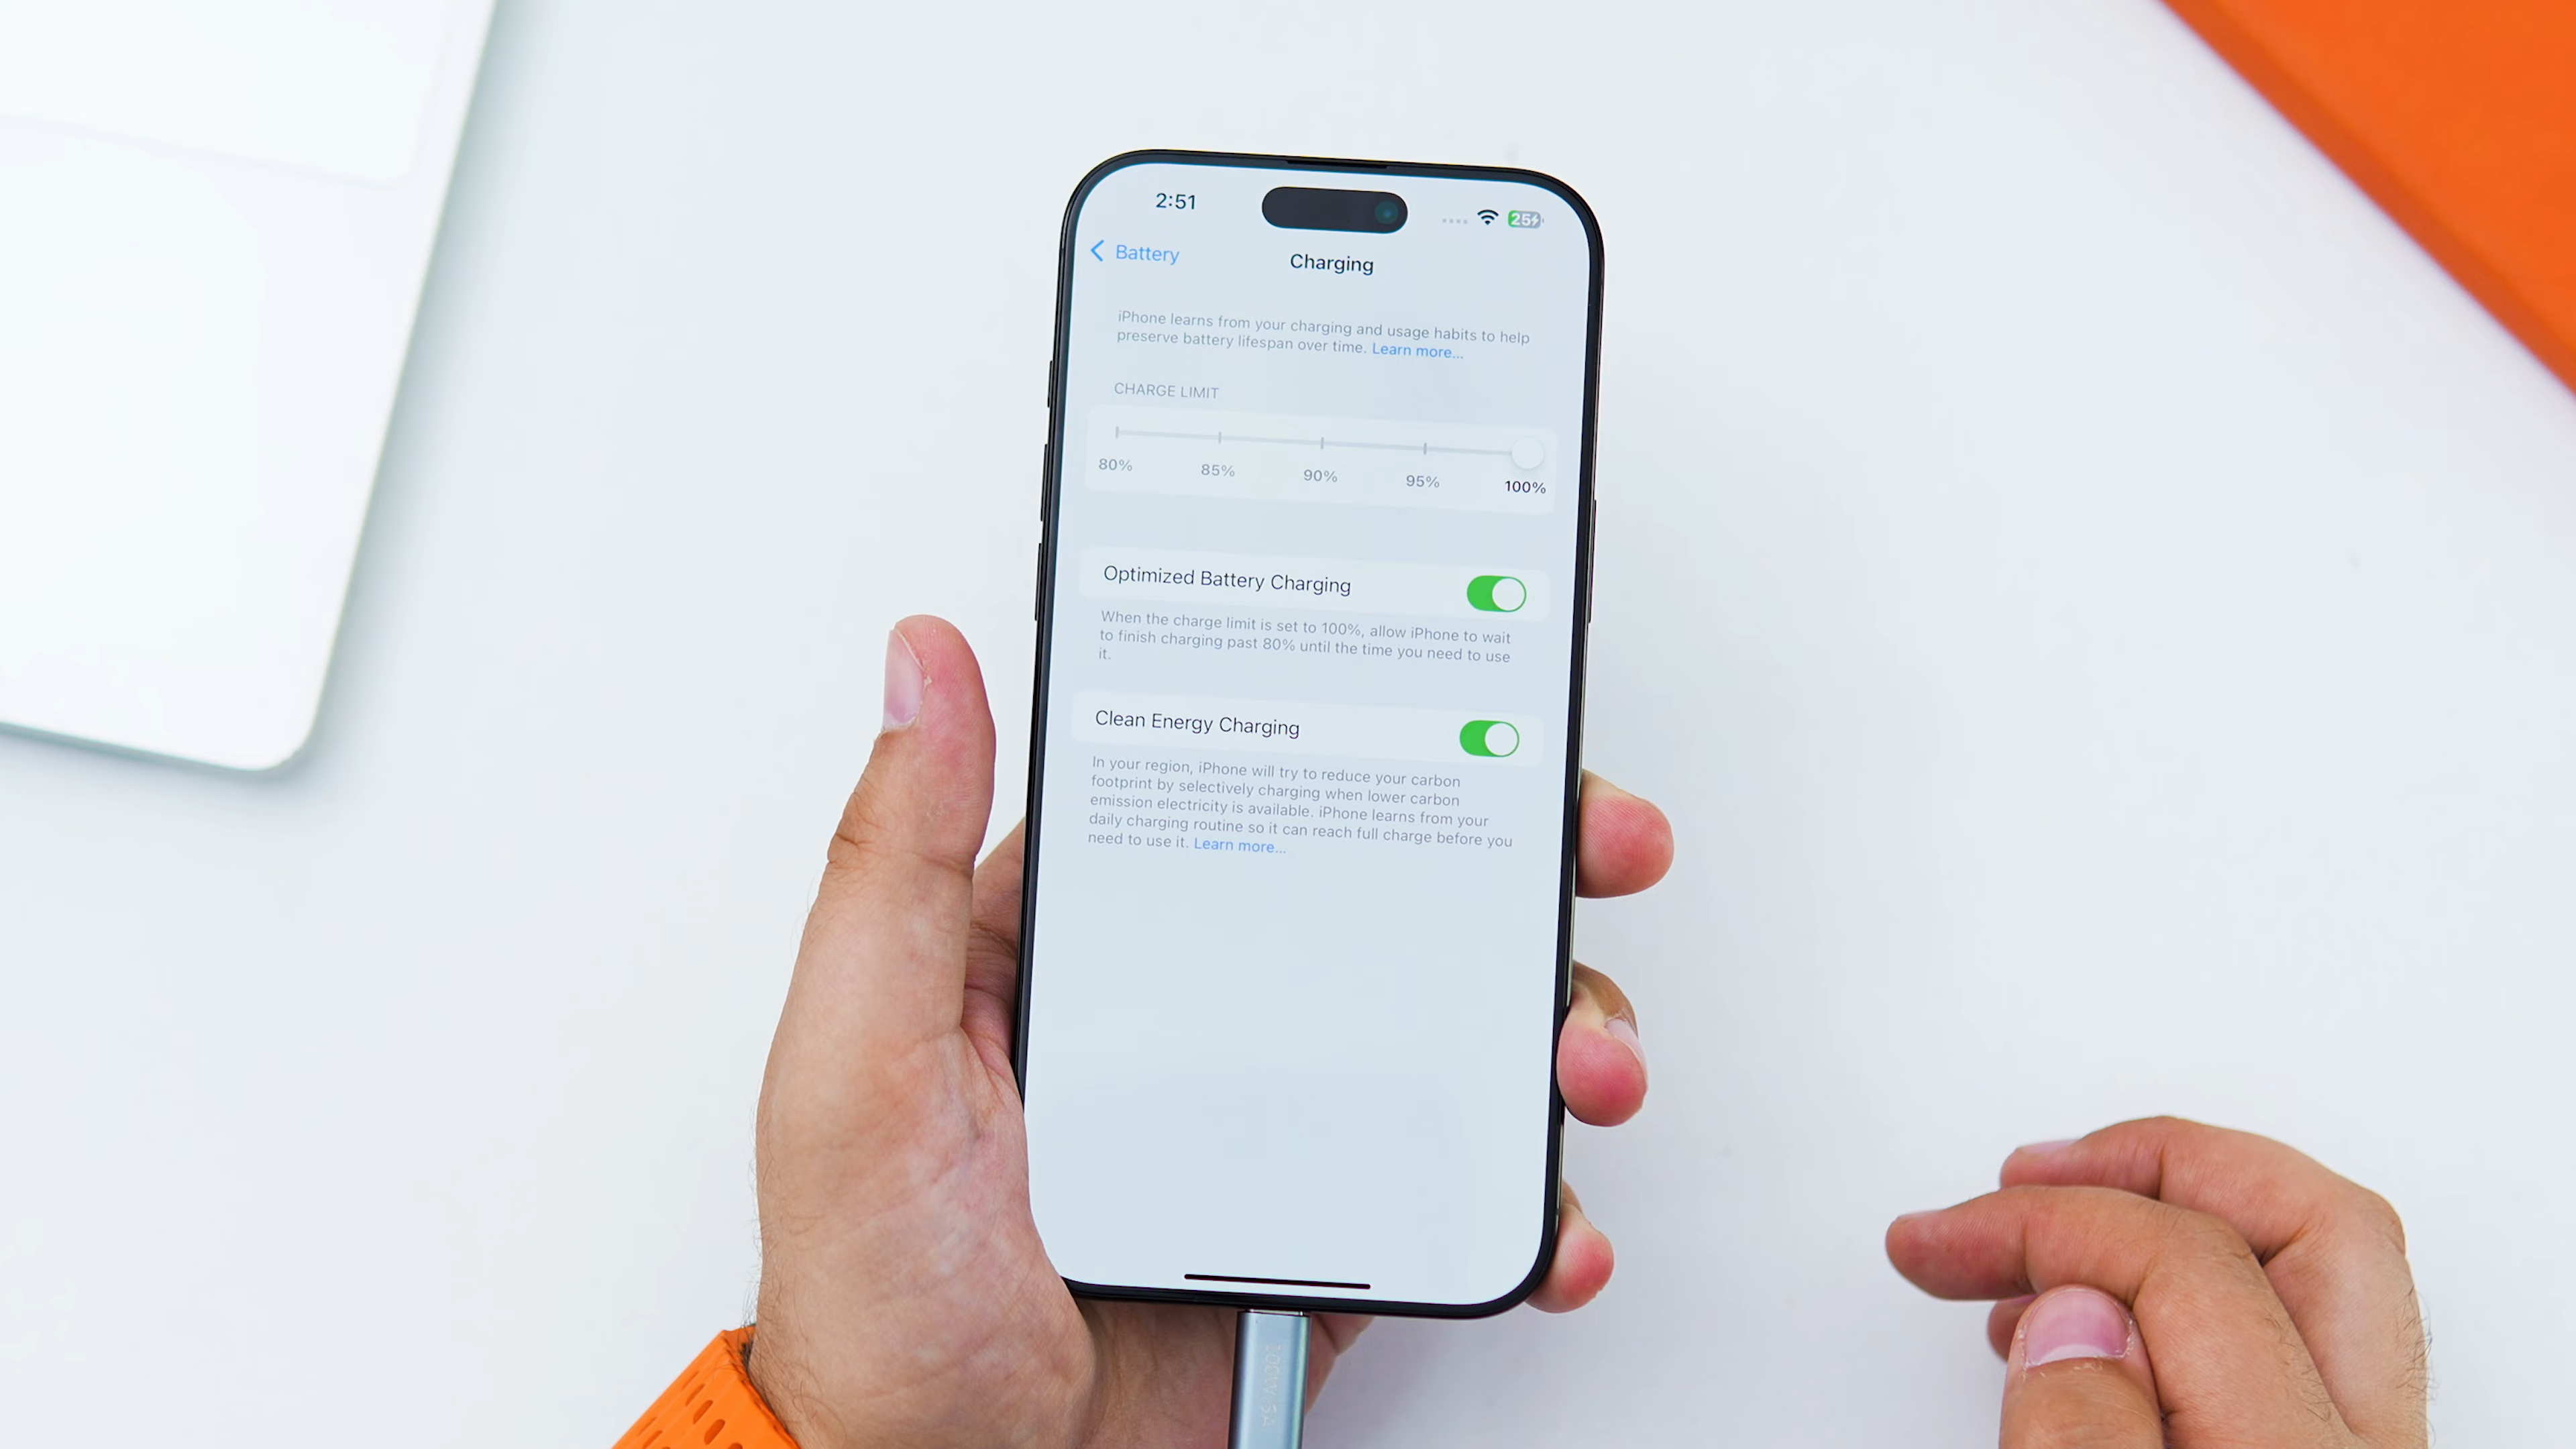 2:51
25
Battery
Charging
iPhone learns from your charging and usage habits to help
preserve battery lifespan over time. Learn more...
CHARGE LIMIT
80% 85% 90% 95% 100%
Optimized Battery Charging
When the charge limit is set to 100%, allow iPhone to wait
to finish charging past 80% until the time you need to use
it.
Clean Energy Charging
In your region, iPhone will try to reduce your carbon
footprint by selectively charging when lower carbon
emission electricity is available. iPhone learns from your
daily charging routine so it can reach full charge before you
need to use it. Learn more...